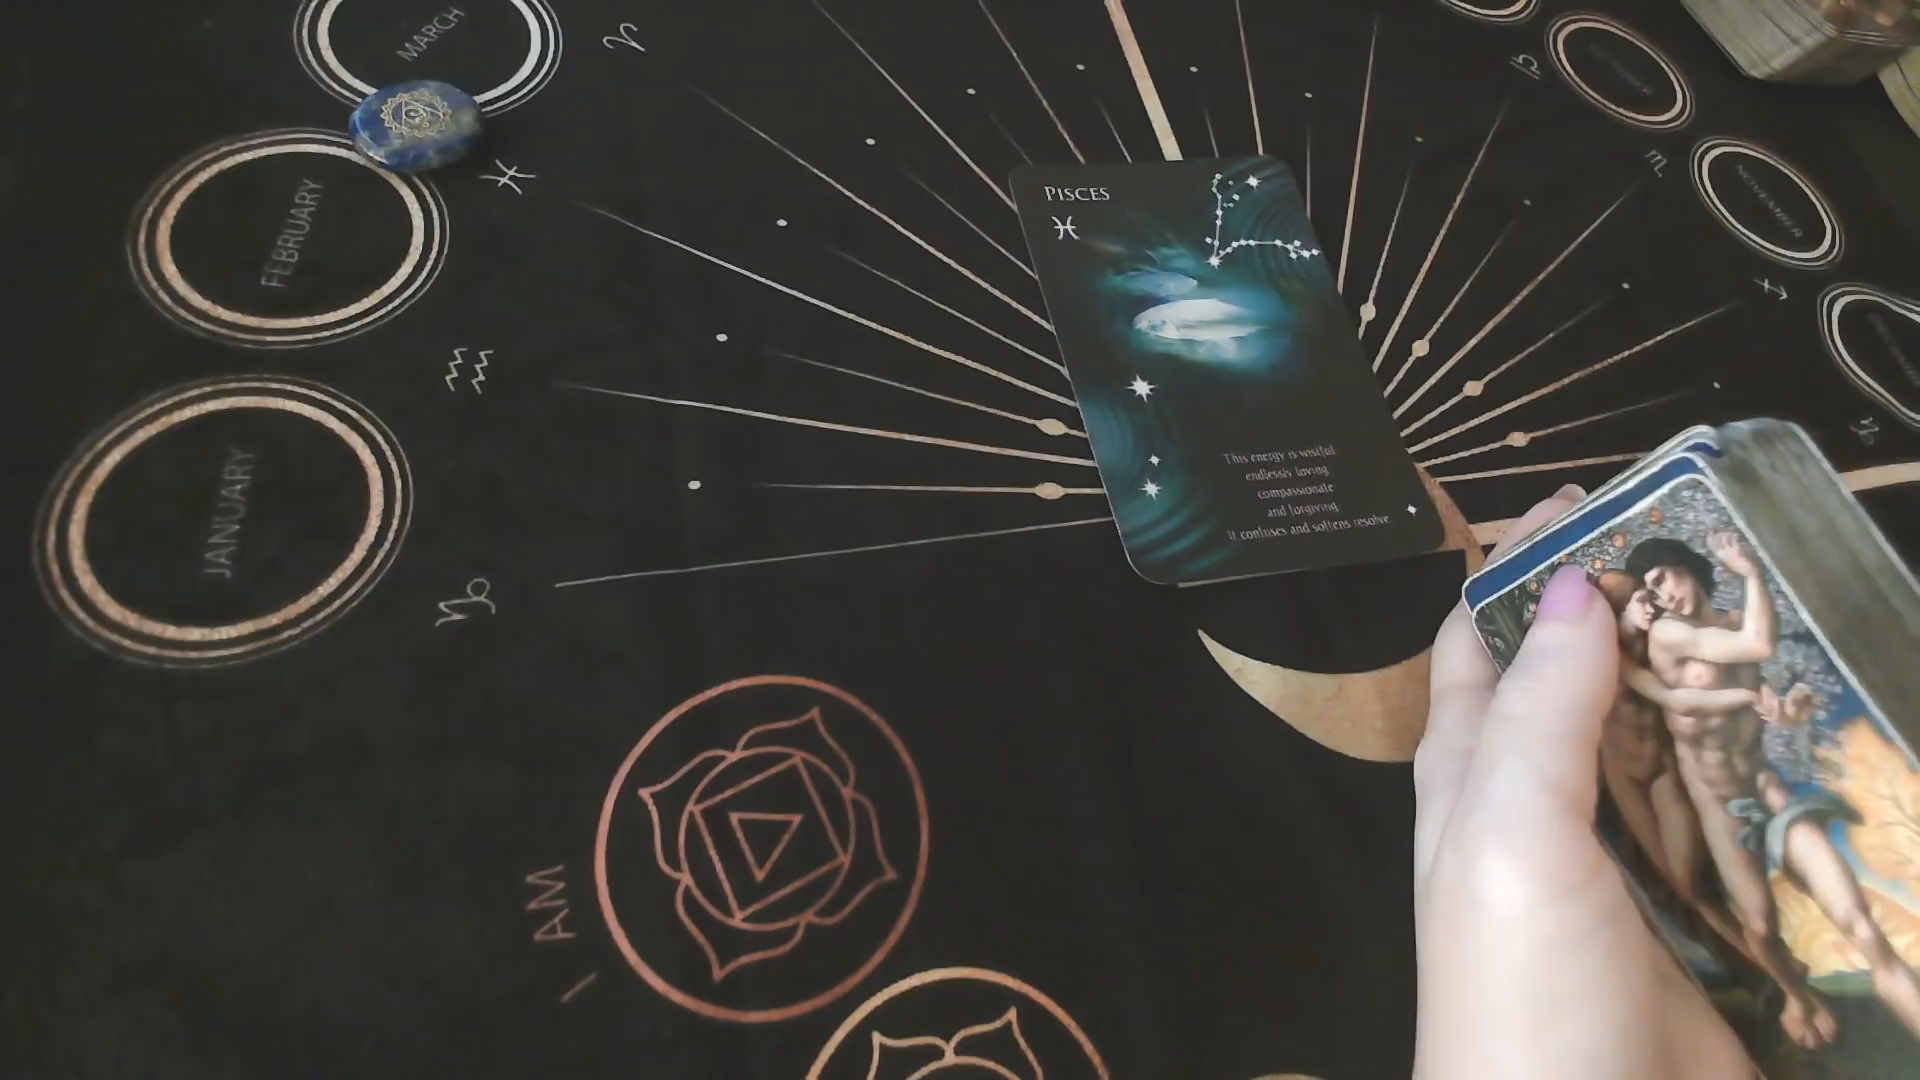 MARCH
FEBRUARY
JANUARY
PISCES
This energy is wistful
endlessly loving
compassionate
and forgiving.
It confuses and softens resolve.
NOVEMBER
I AM